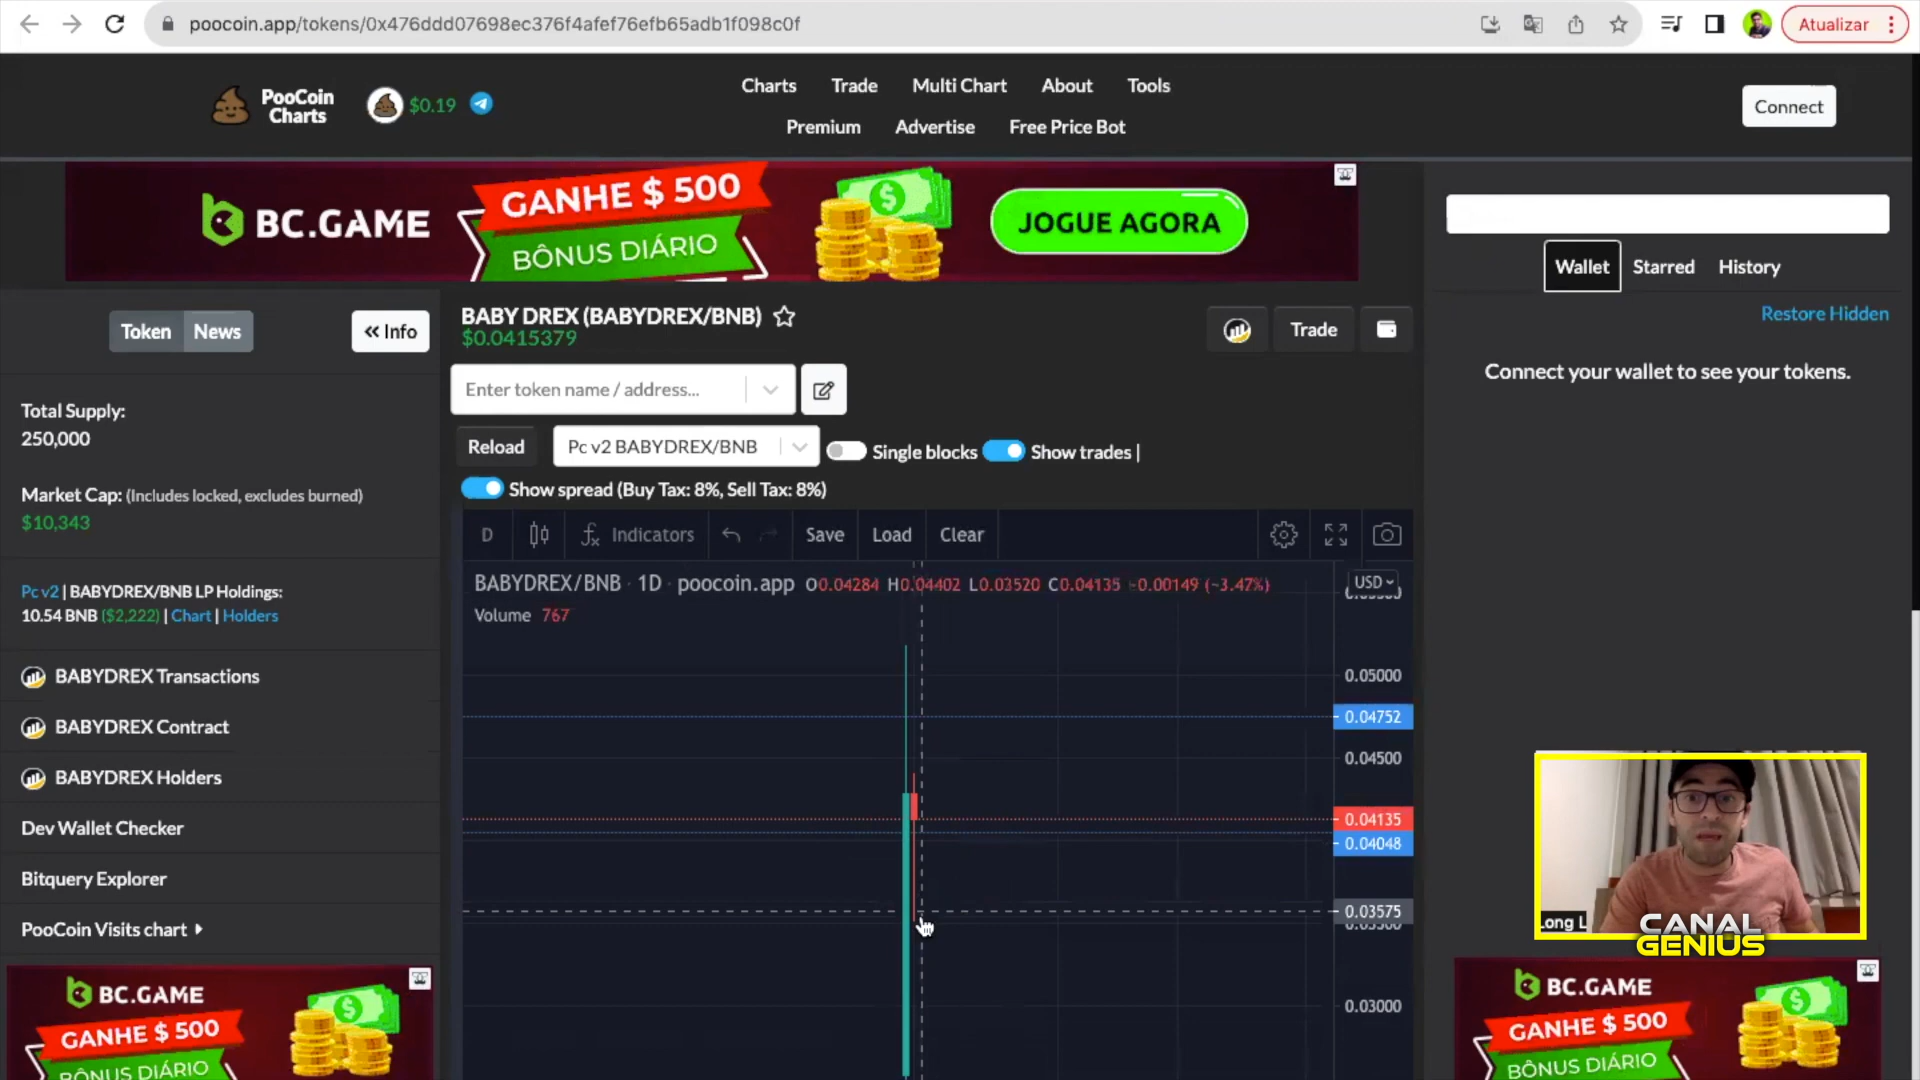 poocoin.app/tokens/0x476ddd07698ec376f4afef76efb65adb1f098c0f
Atualizar
PooCoin
Charts
$0.19
Charts
Trade
Multi Chart
About
Tools
Premium
Advertise
Free Price Bot
Connect
BC.GAME
GANHE $ 500
BÔNUS DIÁRIO
JOGUE AGORA
Wallet
Starred
History
Restore Hidden
Connect your wallet to see your tokens.
Token
News
« Info
Total Supply:
250,000
Market Cap: (Includes locked, excludes burned)
$10,343
Pc v2 | BABYDREX/BNB LP Holdings:
10.54 BNB ($2,222) | Chart | Holders
BABYDREX Transactions
BABYDREX Contract
BABYDREX Holders
Dev Wallet Checker
Bitquery Explorer
PooCoin Visits chart
BABY DREX (BABYDREX/BNB)
$0.0415379
Trade
Enter token name / address...
Reload
Pc v2 BABYDREX/BNB
Single blocks
Show trades |
Show spread (Buy Tax: 8%, Sell Tax: 8%)
D
fx Indicators
Save
Load
Clear
BABYDREX/BNB · 1D · poocoin.app O0.04284 H0.04402 L0.03520 C0.04135 -0.00149 (-3.47%)
Volume 767
USD
0.05000
0.04752
0.04500
0.04135
0.04048
0.03575
0.03000
Long L
CANAL
GENIUS
BC.GAME
GANHE $ 500
BÔNUS DIÁRIO
BC.GAME
GANHE $ 500
BÔNUS DIÁRIO